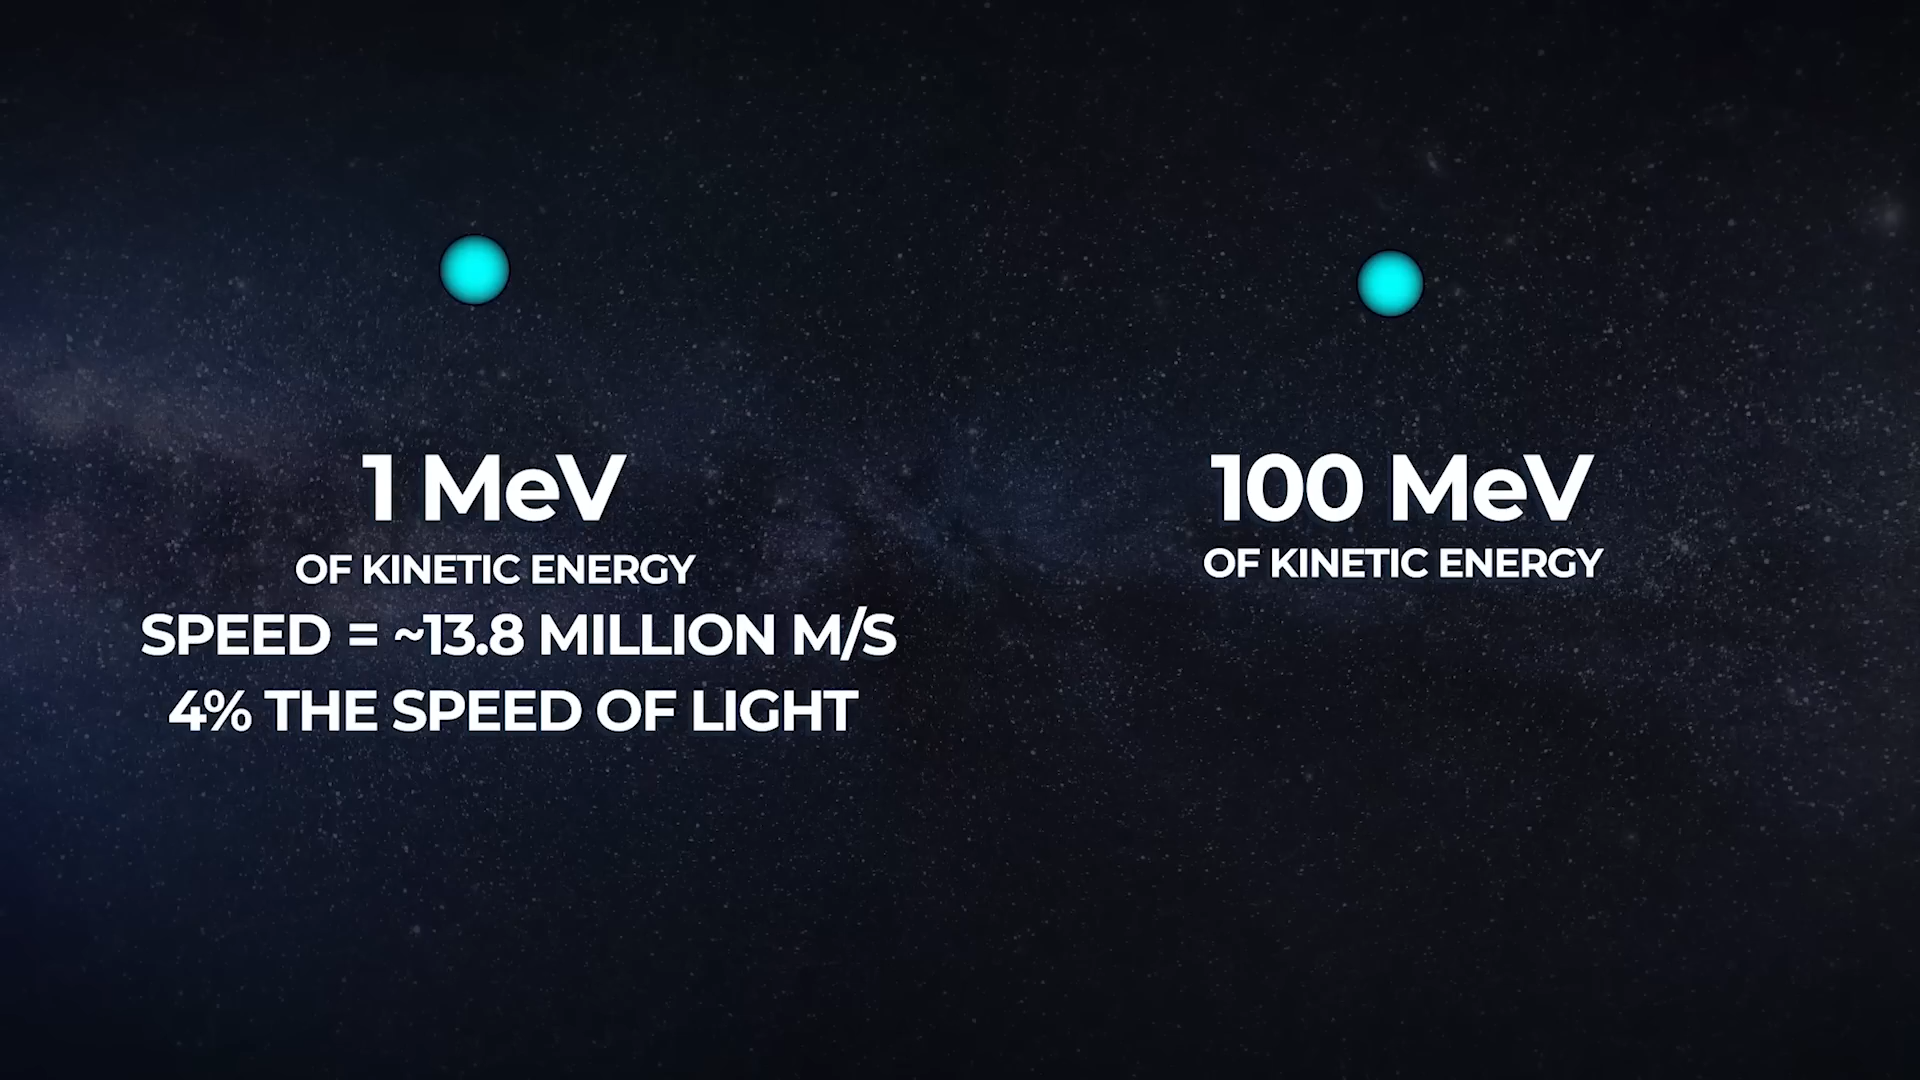 1 MeV
OF KINETIC ENERGY
SPEED = ~13.8 MILLION M/S
4% THE SPEED OF LIGHT
100 MeV
OF KINETIC ENERGY